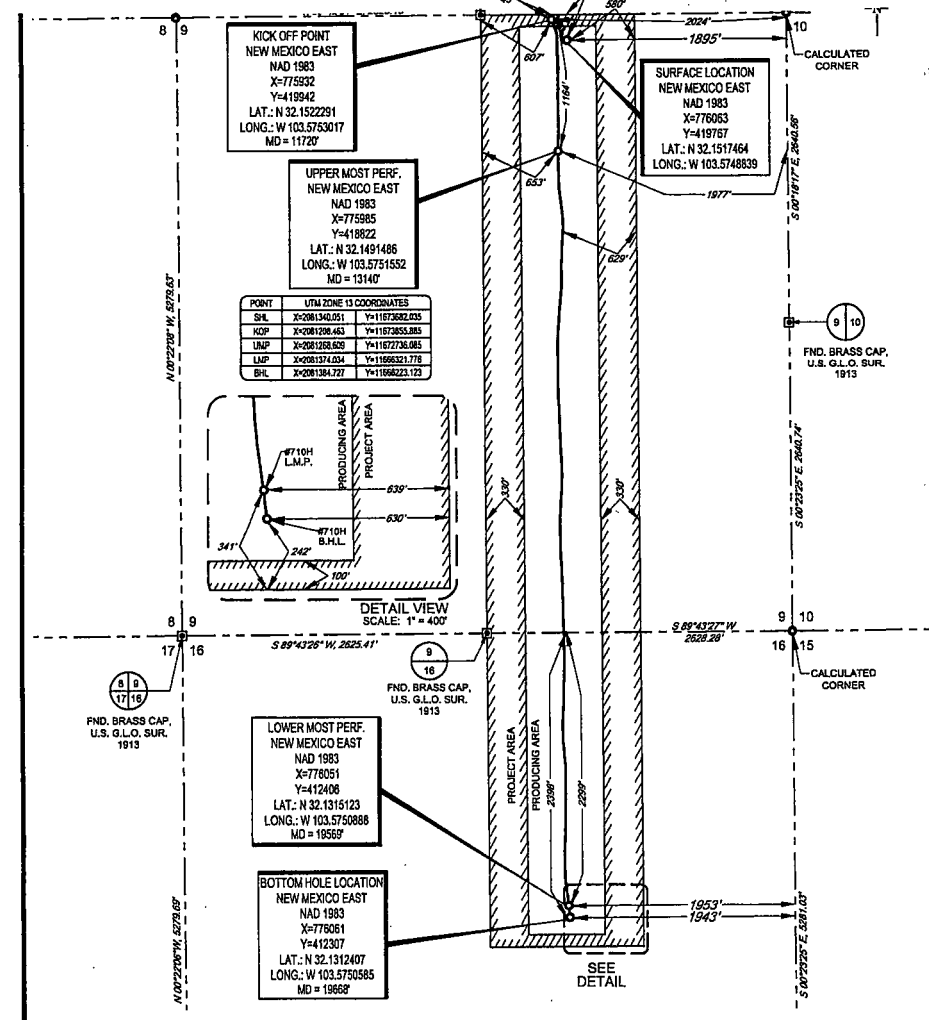 580'
8 9
2024'
10
1895'
CALCULATED
CORNER
KICK OFF POINT
NEW MEXICO EAST
NAD 1983
X=775932
Y=419942
LAT.: N 32.1522291
LONG.: W 103.5753017
MD = 11720'
607'
1164'
SURFACE LOCATION
NEW MEXICO EAST
NAD 1983
X=776063
Y=419767
LAT.: N 32.1517464
LONG.: W 103.5748839
S 00°18'17" E, 2640.66'
UPPER MOST PERF.
NEW MEXICO EAST
NAD 1983
X=775985
Y=418822
LAT.: N 32.1491486
LONG.: W 103.5751552
MD = 13140'
653'
1977'
629'
N 00°22'08" W, 5279.63'
POINT UTM ZONE 13 COORDINATES
SHL X=2081340.051 Y=11673682.035
KOP X=2081208.463 Y=11673855.885
UMP X=2081268.609 Y=11672736.085
LMP X=2081374.034 Y=11666321.776
BHL X=2081384.727 Y=11666223.123
9 10
FND. BRASS CAP,
U.S. G.L.O. SUR.
1913
S 00°23'25" E, 2640.74'
PRODUCING AREA
PROJECT AREA
#710H
L.M.P.
639'
630'
#710H
B.H.L.
341'
242'
100'
330'
330'
DETAIL VIEW
SCALE: 1" = 400'
8 9
17 16
S 89°43'26" W, 2625.41'
S 89°43'27" W
2628.28'
9 10
16 15
CALCULATED
CORNER
8 9
17 16
FND. BRASS CAP,
U.S. G.L.O. SUR.
1913
9
16
FND. BRASS CAP,
U.S. G.L.O. SUR.
1913
LOWER MOST PERF.
NEW MEXICO EAST
NAD 1983
X=776051
Y=412406
LAT.: N 32.1315123
LONG.: W 103.5750886
MD = 19569'
PROJECT AREA
PRODUCING AREA
2398'
2299'
BOTTOM HOLE LOCATION
NEW MEXICO EAST
NAD 1983
X=776061
Y=412307
LAT.: N 32.1312407
LONG.: W 103.5750585
MD = 19668'
1953'
1943'
SEE
DETAIL
N 00°22'06" W, 5279.69'
S 00°23'25" E, 5281.03'